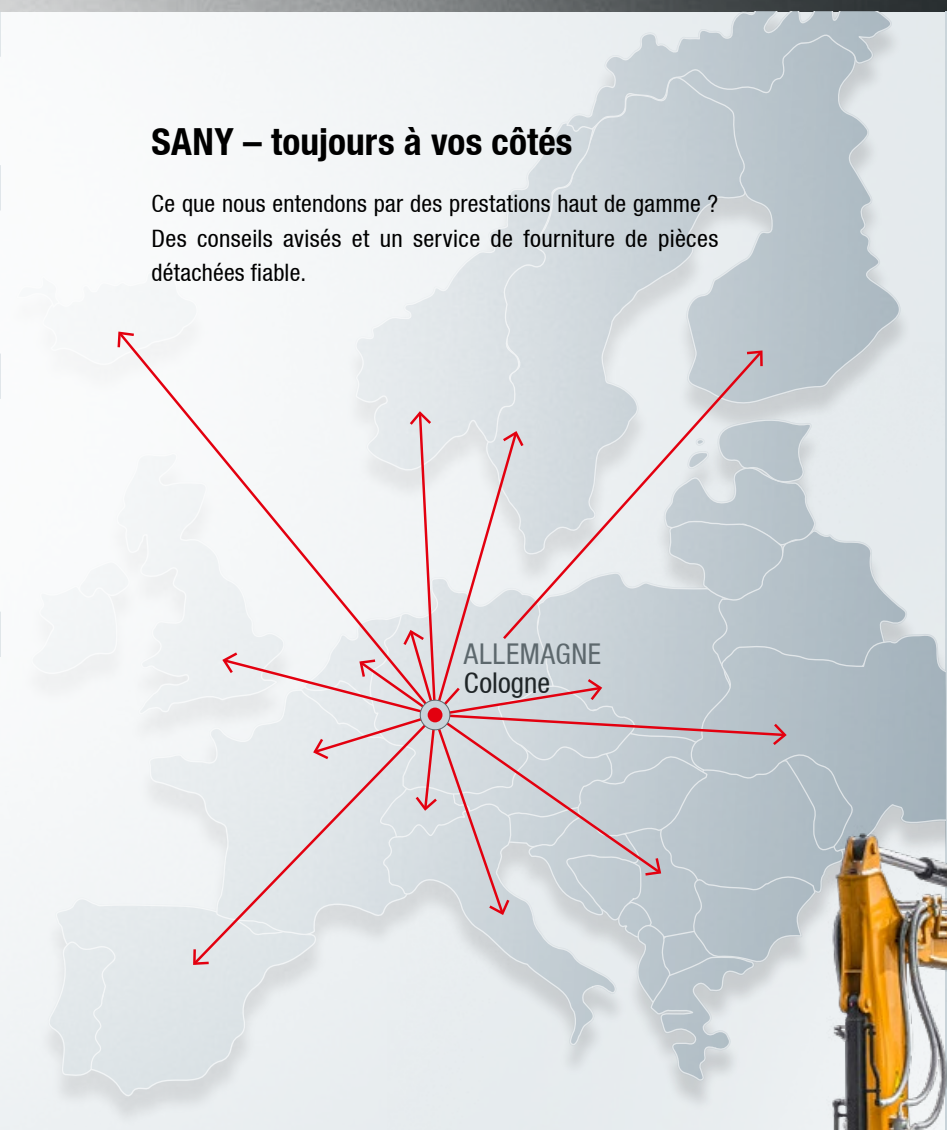 SANY – toujours à vos côtés
Ce que nous entendons par des prestations haut de gamme ?
Des conseils avisés et un service de fourniture de pièces
détachées fiable.
ALLEMAGNE
Cologne